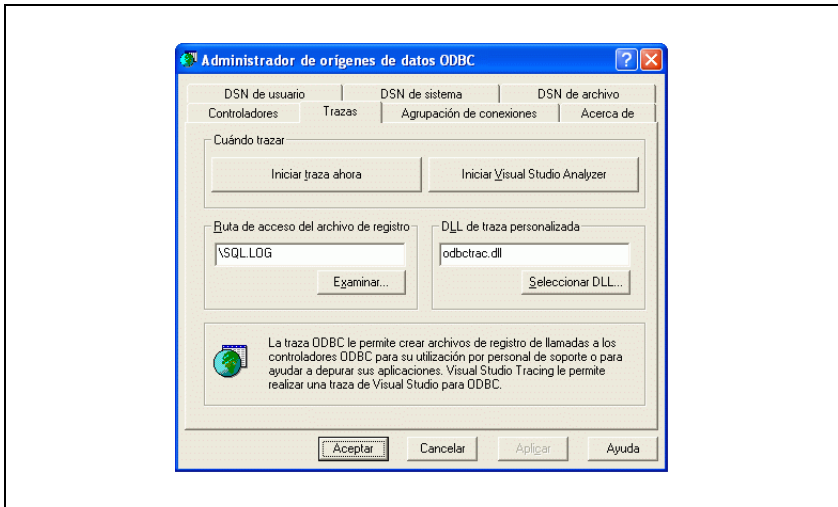 Administrador de orígenes de datos ODBC
DSN de usuario DSN de sistema DSN de archivo
Controladores Trazas Agrupación de conexiones Acerca de
Cuándo trazar
Iniciar traza ahora Iniciar Visual Studio Analyzer
Ruta de acceso del archivo de registro DLL de traza personalizada
\SQL.LOG odbctrac.dll
Examinar... Seleccionar DLL...
La traza ODBC le permite crear archivos de registro de llamadas a los
controladores ODBC para su utilización por personal de soporte o para
ayudar a depurar sus aplicaciones. Visual Studio Tracing le permite
realizar una traza de Visual Studio para ODBC.
Aceptar Cancelar Aplicar Ayuda